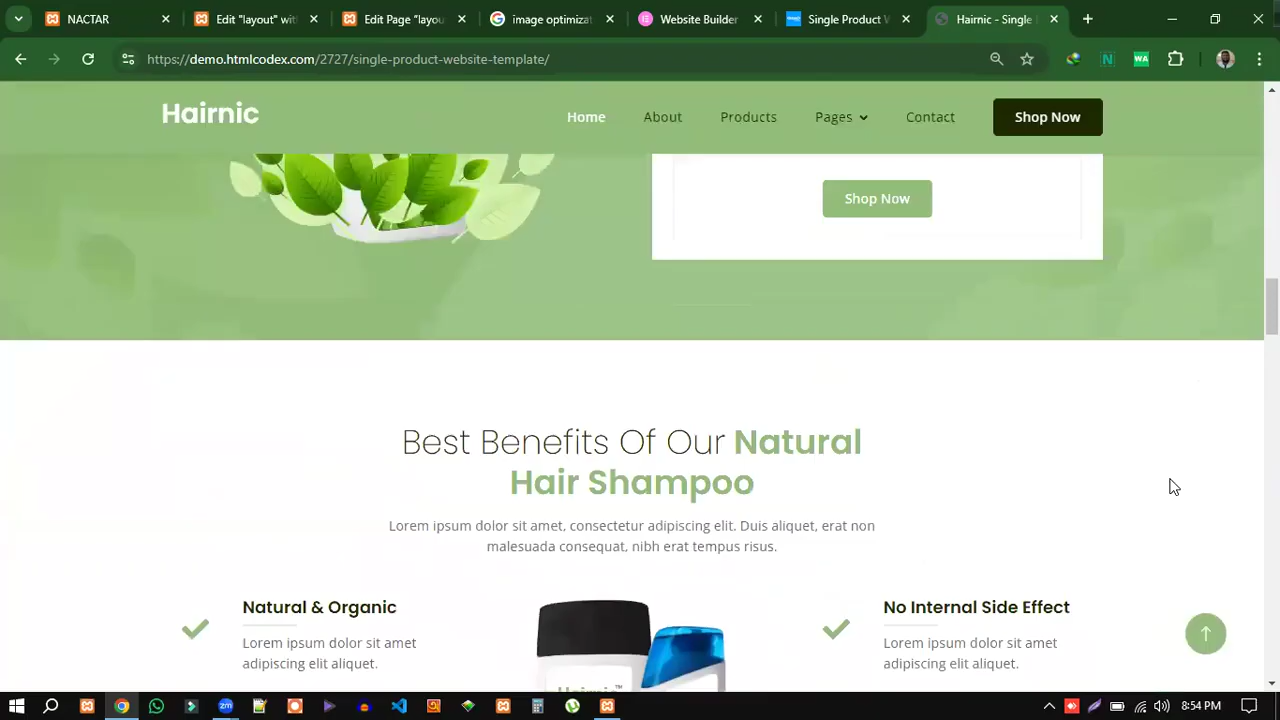 NACTAR
Edit "layout" wit
Edit Page "layou
image optimizat
Website Builder
Single Product W
Hairnic - Single
https://demo.htmlcodex.com/2727/single-product-website-template/
Hairnic
Home
About
Products
Pages
Contact
Shop Now
Shop Now
Best Benefits Of Our Natural
Hair Shampoo
Lorem ipsum dolor sit amet, consectetur adipiscing elit. Duis aliquet, erat non
malesuada consequat, nibh erat tempus risus.
Natural & Organic
Lorem ipsum dolor sit amet
adipiscing elit aliquet.
Hairnic™
No Internal Side Effect
Lorem ipsum dolor sit amet
adipiscing elit aliquet.
8:54 PM